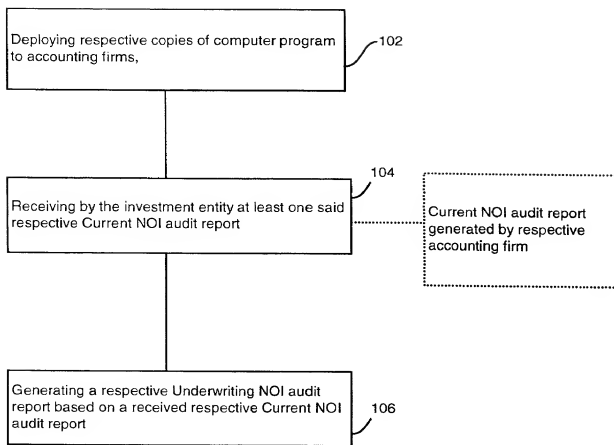 Deploying respective copies of computer program
to accounting firms,
102
104
Receiving by the investment entity at least one said
respective Current NOI audit report
Current NOI audit report
generated by respective
accounting firm
Generating a respective Underwriting NOI audit
report based on a received respective Current NOI
audit report
106